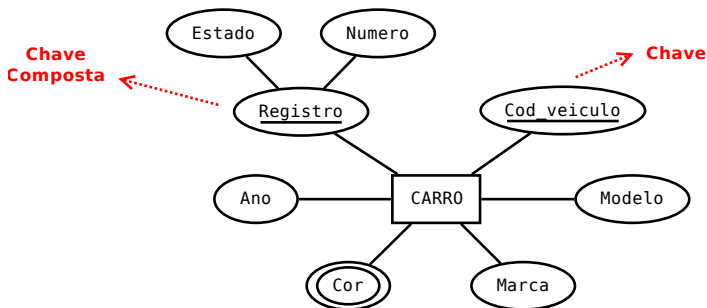 Estado
Numero
Chave
Composta
Chave
Registro
Cod_veiculo
Ano
CARRO
Modelo
Cor
Marca